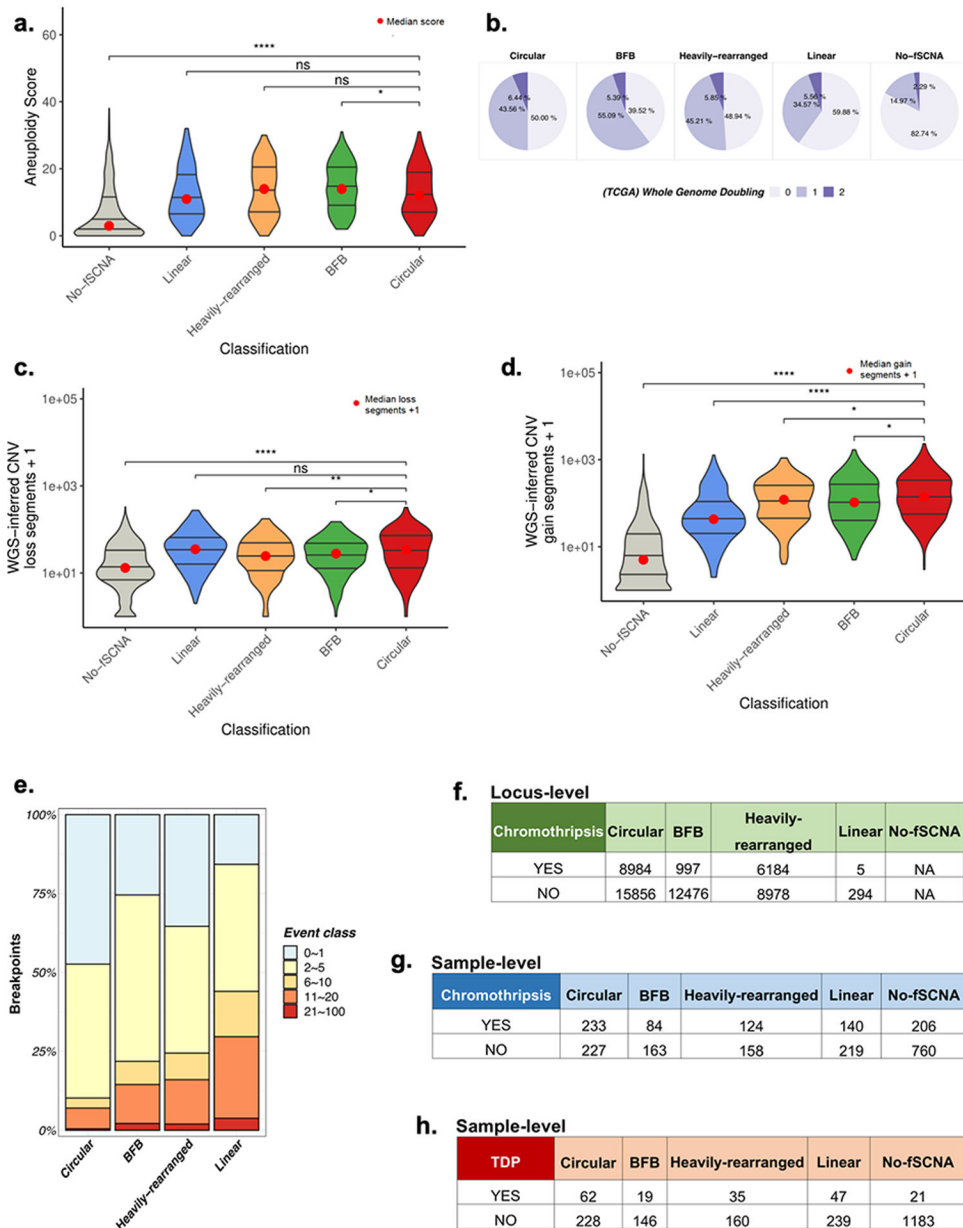 a.
Median score
60
40
20
0
Aneuploidy Score
****
ns
ns
*
No-fSCNA
Linear
Heavily-rearranged
BFB
Circular
Classification
b.
Circular
BFB
Heavily-rearranged
Linear
No-fSCNA
6.44 %
43.56 %
50.00 %
5.39 %
55.09 %
39.52 %
5.85 %
45.21 %
48.94 %
5.56 %
34.57 %
59.88 %
2.29 %
14.97 %
82.74 %
(TCGA) Whole Genome Doubling 0 1 2
c.
1e+05
1e+03
1e+01
WGS-inferred CNV
loss segments + 1
Median loss
segments +1
****
ns
**
*
No-fSCNA
Linear
Heavily-rearranged
BFB
Circular
Classification
d.
1e+05
1e+03
1e+01
WGS-inferred CNV
gain segments + 1
Median gain
segments + 1
****
****
*
*
No-fSCNA
Linear
Heavily-rearranged
BFB
Circular
Classification
e.
100%
75%
50%
25%
0%
Breakpoints
Circular
BFB
Heavily-rearranged
Linear
Event class
0~1
2~5
6~10
11~20
21~100
f. Locus-level
Chromothripsis Circular BFB Heavily-rearranged Linear No-fSCNA
YES 8984 997 6184 5 NA
NO 15856 12476 8978 294 NA
g. Sample-level
Chromothripsis Circular BFB Heavily-rearranged Linear No-fSCNA
YES 233 84 124 140 206
NO 227 163 158 219 760
h. Sample-level
TDP Circular BFB Heavily-rearranged Linear No-fSCNA
YES 62 19 35 47 21
NO 228 146 160 239 1183